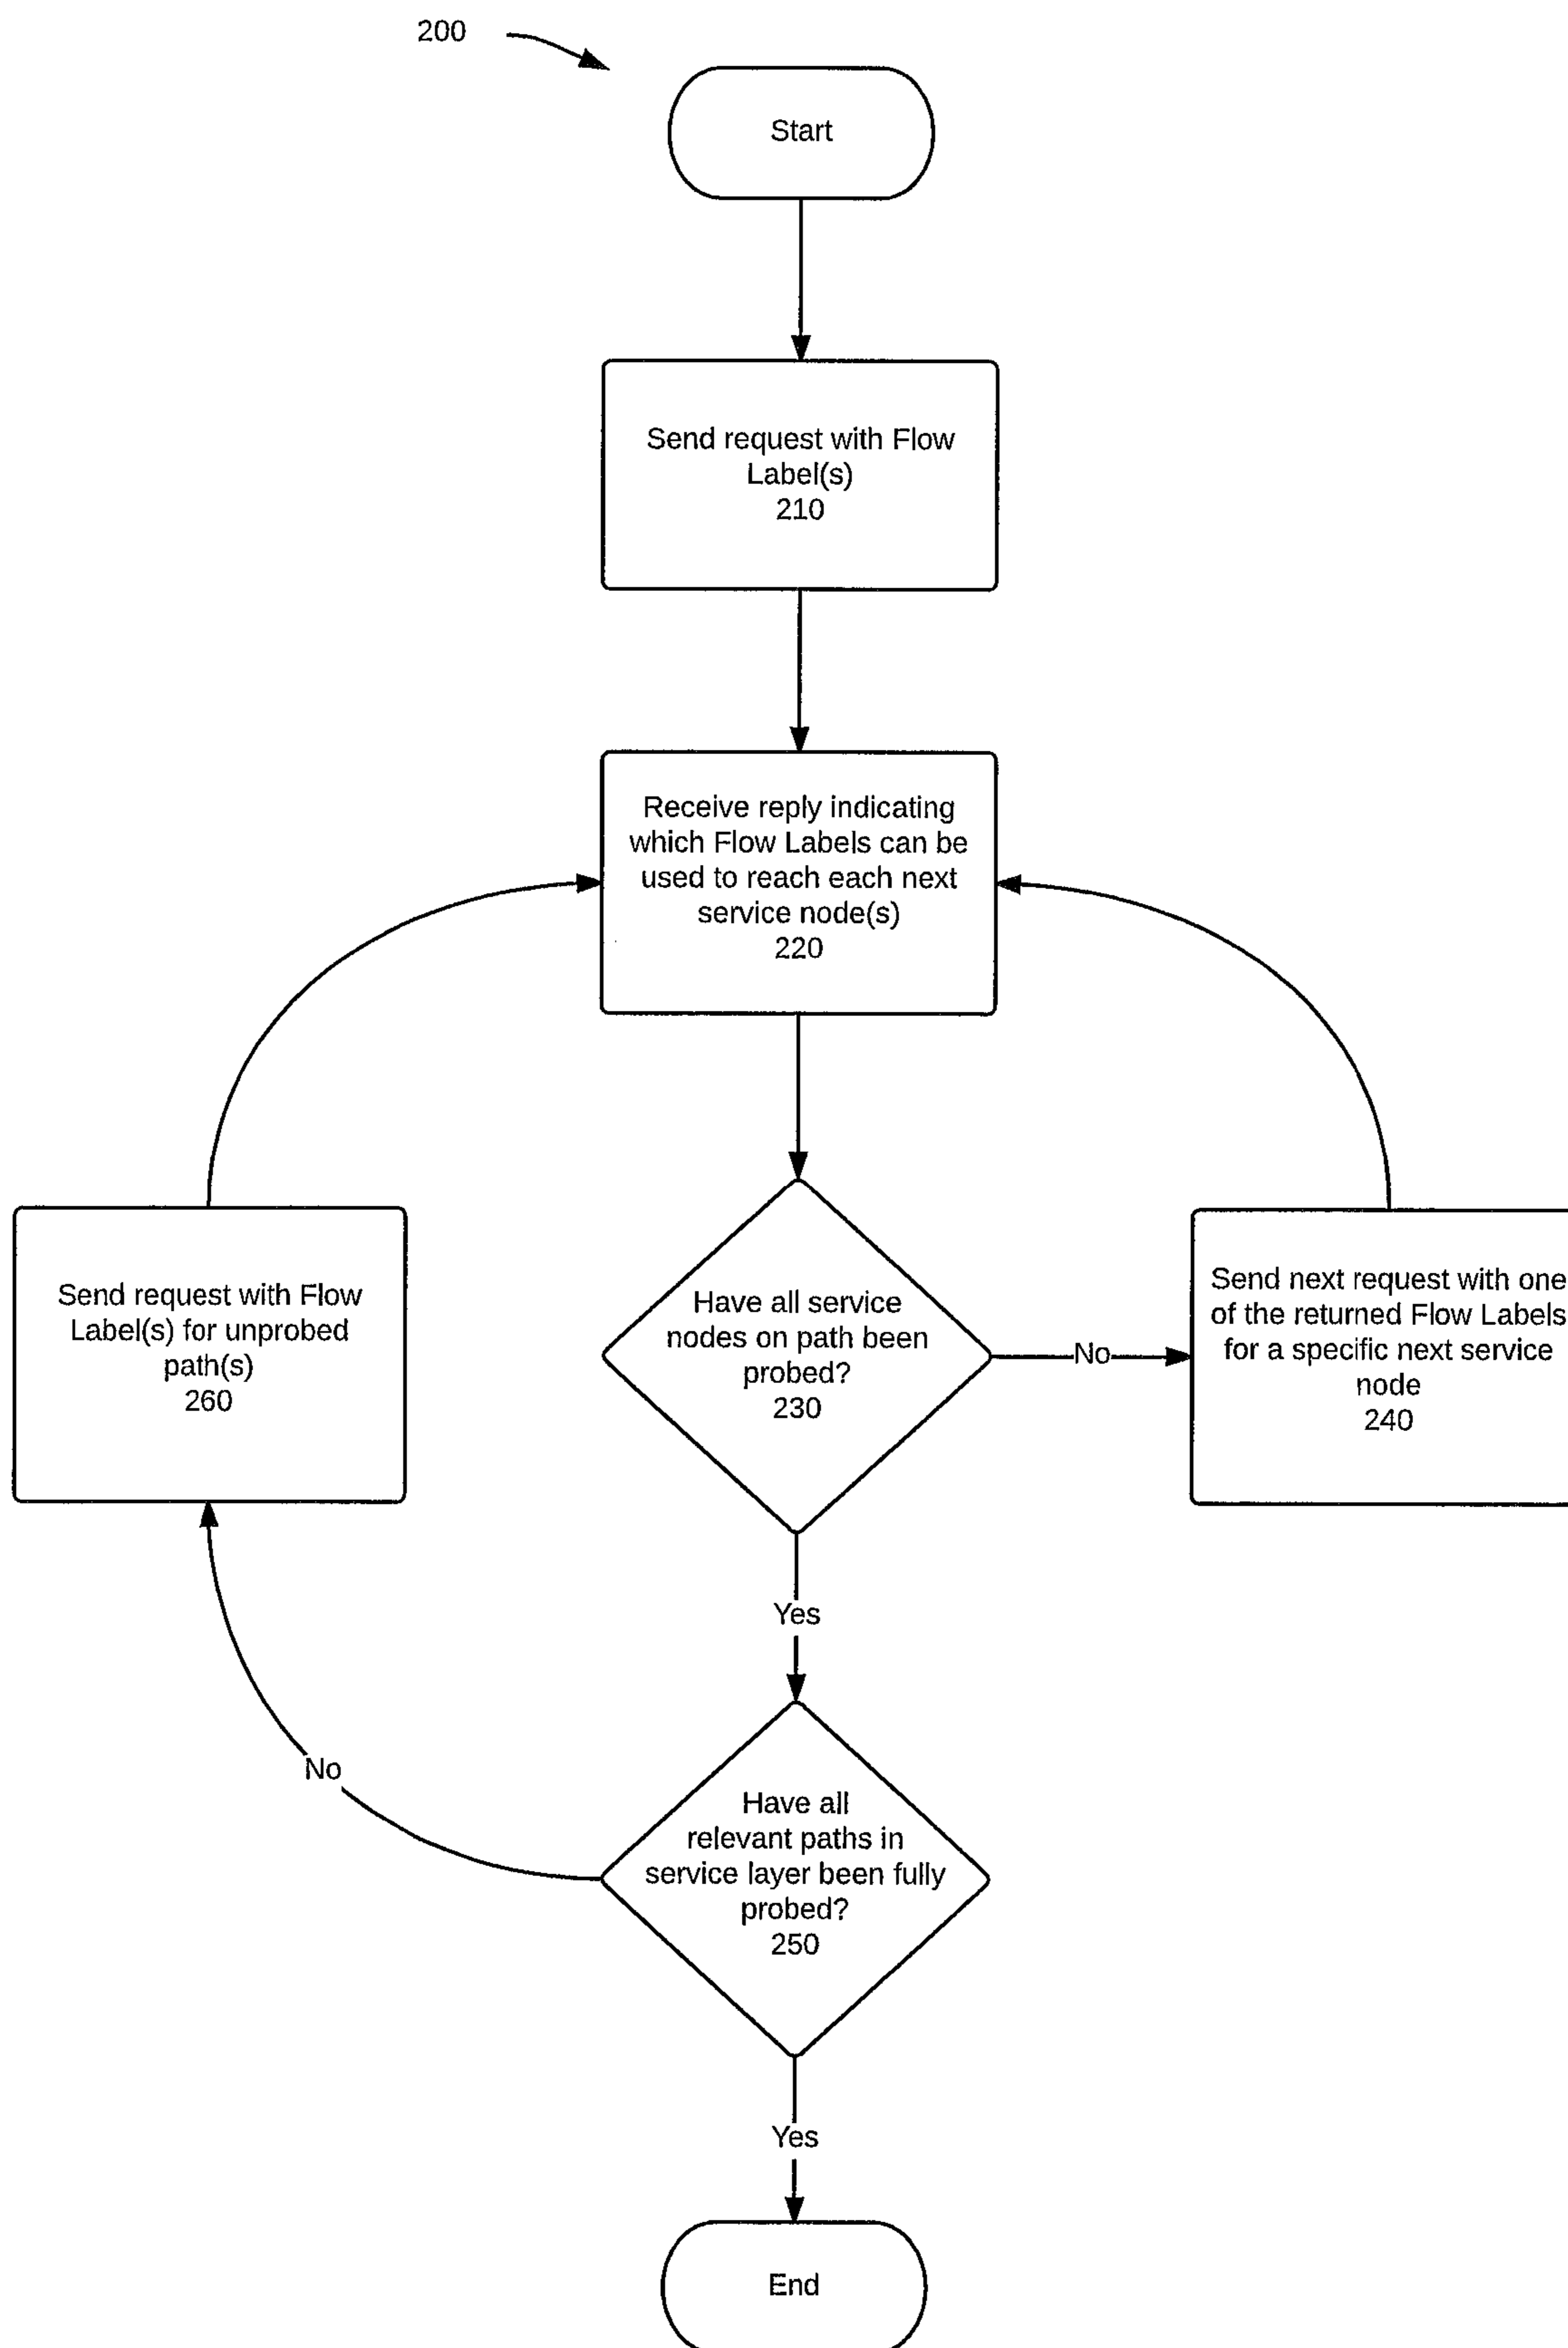 200
Start
Send request with Flow
Label(s)
210
Receive reply indicating
which Flow Labels can be
used to reach each next
service node(s)
220
Send request with Flow
Label(s) for unprobed
path(s)
260
Have all service
nodes on path been
probed?
230
No
Send next request with one
of the returned Flow Labels
for a specific next service
node
240
Yes
No
Have all
relevant paths in
service layer been fully
probed?
250
Yes
End